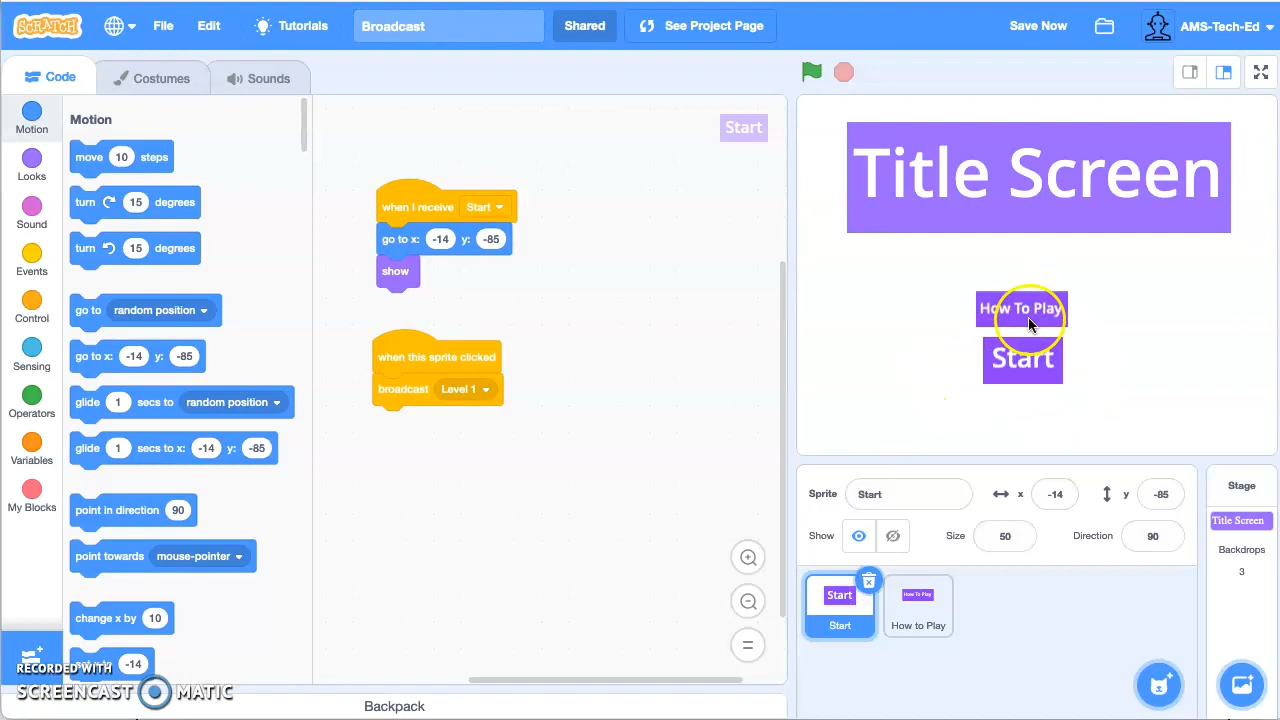 SCRATCH
File
Edit
Tutorials
Broadcast
Shared
See Project Page
Save Now
AMS-Tech-Ed
Code
Costumes
Sounds
Motion
Looks
Sound
Events
Control
Sensing
Operators
Variables
My Blocks
Motion
move 10 steps
turn 15 degrees
turn 15 degrees
go to random position
go to x: -14 y: -85
glide 1 secs to random position
glide 1 secs to x: -14 y: -85
point in direction 90
point towards mouse-pointer
change x by 10
-14
Start
when I receive Start
go to x: -14 y: -85
show
when this sprite clicked
broadcast Level 1
Backpack
Title Screen
How To Play
Start
Sprite Start x -14 y -85
Show Size 50 Direction 90
Start
Start
How To Play
How to Play
Stage
Title Screen
Backdrops
3
RECORDED WITH
SCREENCAST MATIC